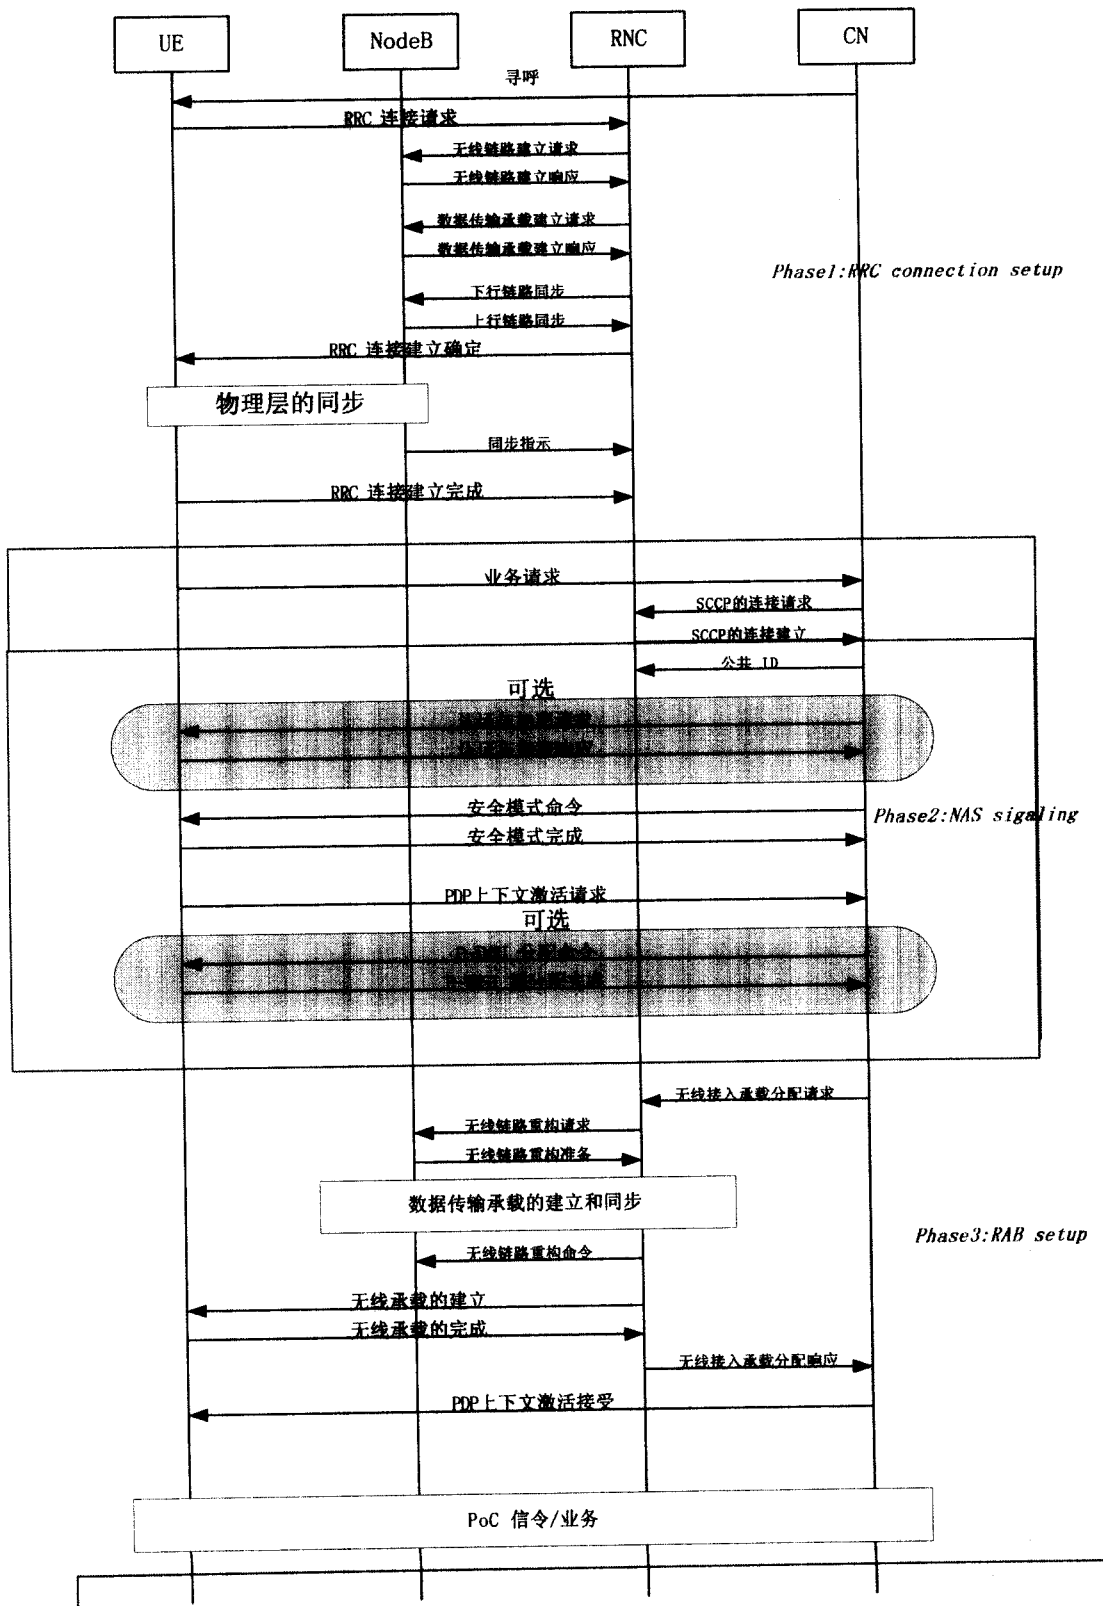 UE
NodeB
RNC
CN
寻呼
RRC 连接请求
无线链路建立请求
无线链路建立响应
数据传输承载建立请求
数据传输承载建立响应
Phase1:RRC connection setup
下行链路同步
上行链路同步
RRC 连接建立确定
物理层的同步
同步指示
RRC 连接建立完成
业务请求
SCCP的连接请求
SCCP的连接建立
公共 ID
可选
安全模式命令
Phase2:NAS sigaling
安全模式完成
PDP上下文激活请求
可选
分配命令
无线接入承载分配请求
无线链路重构请求
无线链路重构准备
数据传输承载的建立和同步
Phase3:RAB setup
无线链路重构命令
无线承载的建立
无线承载的完成
无线接入承载分配响应
PDP上下文激活接受
PoC 信令/业务